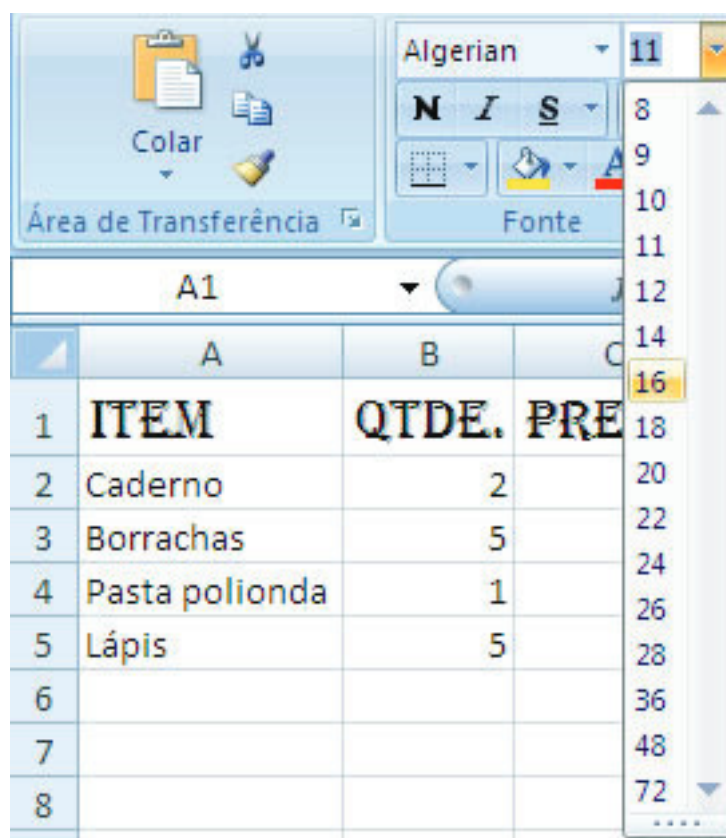 Algerian 11
N I S
Colar
A
Área de Transferência Fonte
A1
8
9
10
11
12
14
16
18
20
22
24
26
28
36
48
72
A B C
1 ITEM QTDE. PRE
2 Caderno 2
3 Borrachas 5
4 Pasta polionda 1
5 Lápis 5
6
7
8